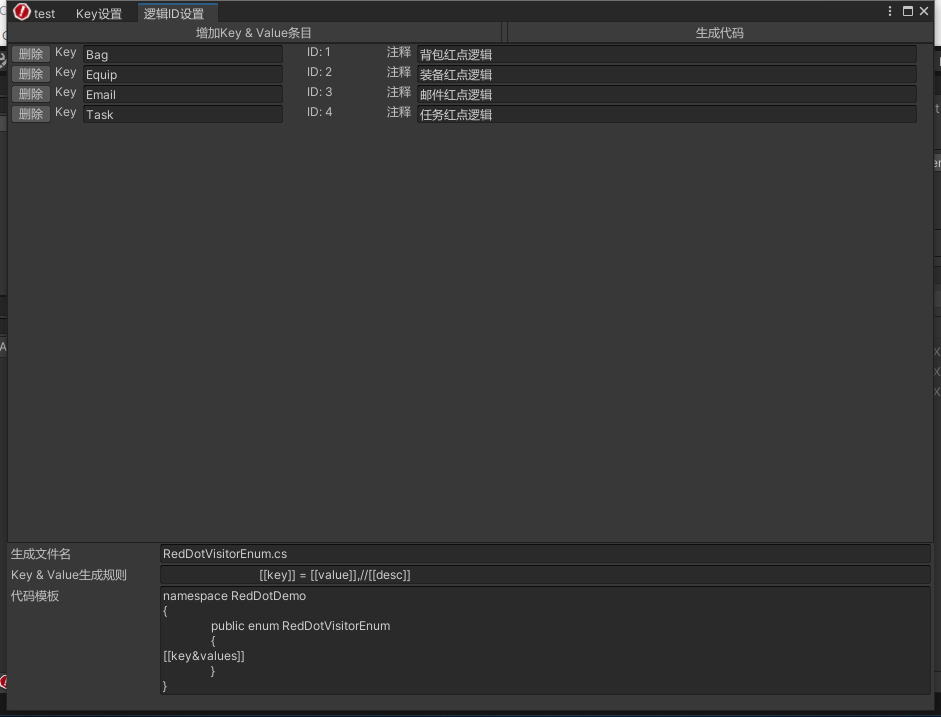 test Key设置 逻辑ID设置
增加Key & Value条目 生成代码
删除 Key Bag ID: 1 注释 背包红点逻辑
删除 Key Equip ID: 2 注释 装备红点逻辑
删除 Key Email ID: 3 注释 邮件红点逻辑
删除 Key Task ID: 4 注释 任务红点逻辑
生成文件名 RedDotVisitorEnum.cs
Key & Value生成规则 [[key]] = [[value]],//[[desc]]
代码模板 namespace RedDotDemo
{
public enum RedDotVisitorEnum
{
[[key&values]]
}
}